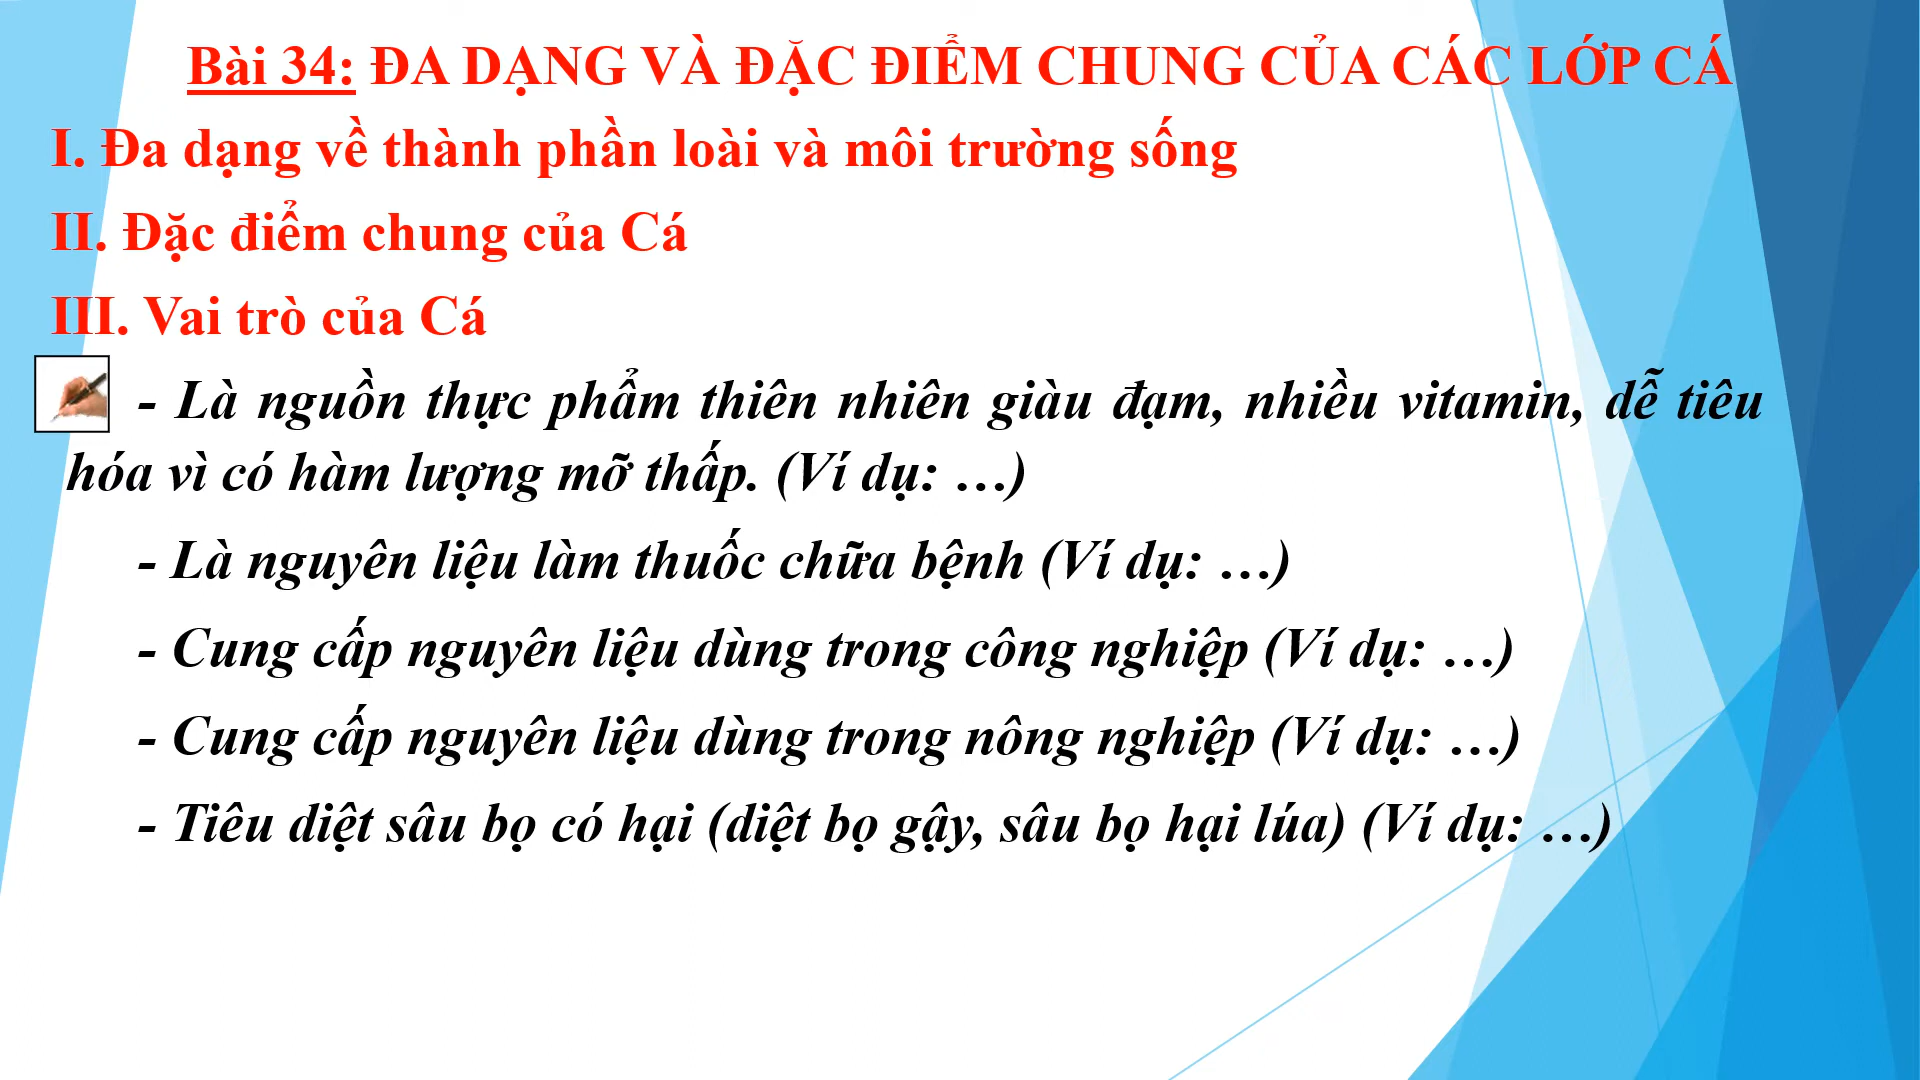 Bài 34: ĐA DẠNG VÀ ĐẶC ĐIỂM CHUNG CỦA CÁC LỚP CÁ
I. Đa dạng về thành phần loài và môi trường sống
II. Đặc điểm chung của Cá
III. Vai trò của Cá
- Là nguồn thực phẩm thiên nhiên giàu đạm, nhiều vitamin, dễ tiêu
hóa vì có hàm lượng mỡ thấp. (Ví dụ: …)
- Là nguyên liệu làm thuốc chữa bệnh (Ví dụ: …)
- Cung cấp nguyên liệu dùng trong công nghiệp (Ví dụ: …)
- Cung cấp nguyên liệu dùng trong nông nghiệp (Ví dụ: …)
- Tiêu diệt sâu bọ có hại (diệt bọ gậy, sâu bọ hại lúa) (Ví dụ: …)